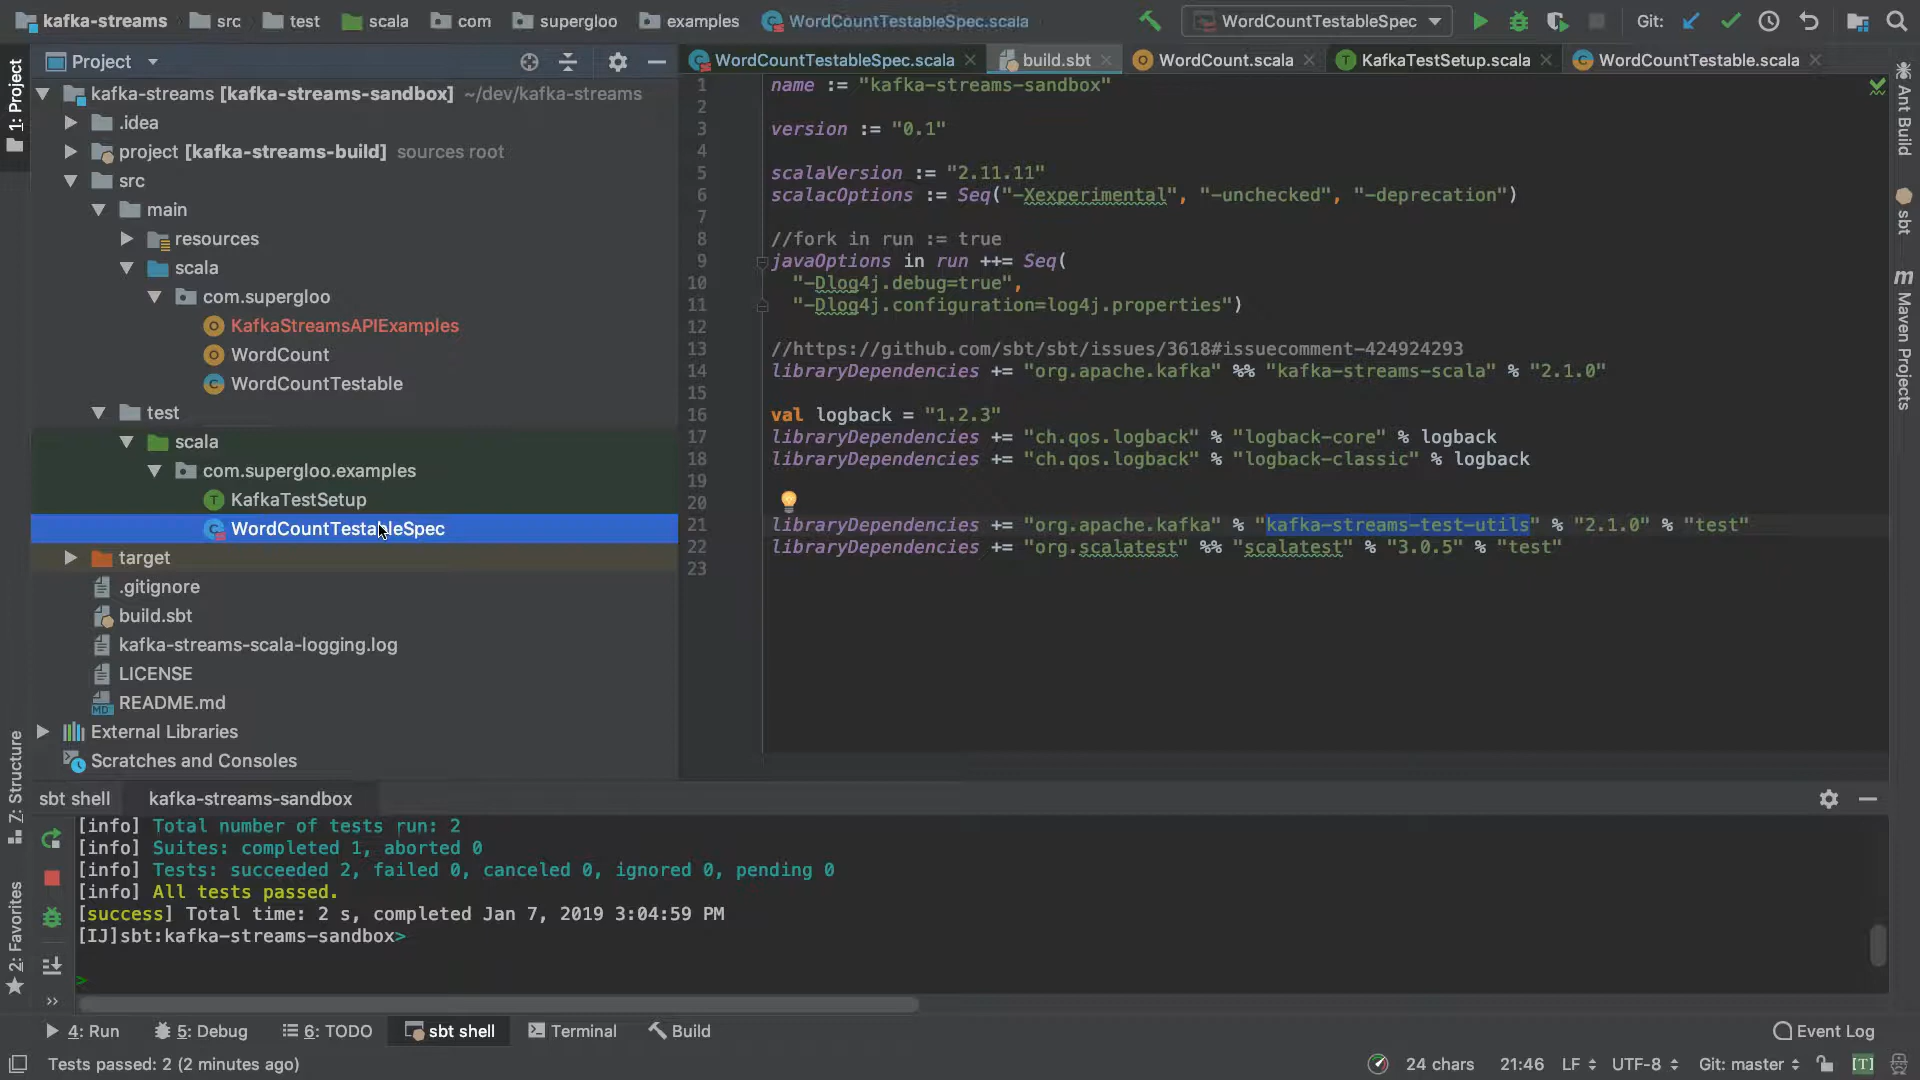 kafka-streams src test scala com supergloo examples WordCountTestableSpec.scala WordCountTestableSpec Git:
Project
WordCountTestableSpec.scala build.sbt WordCount.scala KafkaTestSetup.scala WordCountTestable.scala
1: Project
kafka-streams [kafka-streams-sandbox] ~/dev/kafka-streams
.idea
project [kafka-streams-build] sources root
src
main
resources
scala
com.supergloo
KafkaStreamsAPIExamples
WordCount
WordCountTestable
test
scala
com.supergloo.examples
KafkaTestSetup
WordCountTestableSpec
target
.gitignore
build.sbt
kafka-streams-scala-logging.log
LICENSE
README.md
External Libraries
Scratches and Consoles
Z: Structure
2: Favorites
1 name := "kafka-streams-sandbox"
2
3 version := "0.1"
4
5 scalaVersion := "2.11.11"
6 scalacOptions := Seq("-Xexperimental", "-unchecked", "-deprecation")
7
8 //fork in run := true
9 javaOptions in run ++= Seq(
10 "-Dlog4j.debug=true",
11 "-Dlog4j.configuration=log4j.properties")
12
13 //https://github.com/sbt/sbt/issues/3618#issuecomment-424924293
14 libraryDependencies += "org.apache.kafka" %% "kafka-streams-scala" % "2.1.0"
15
16 val logback = "1.2.3"
17 libraryDependencies += "ch.qos.logback" % "logback-core" % logback
18 libraryDependencies += "ch.qos.logback" % "logback-classic" % logback
19
20
21 libraryDependencies += "org.apache.kafka" % "kafka-streams-test-utils" % "2.1.0" % "test"
22 libraryDependencies += "org.scalatest" %% "scalatest" % "3.0.5" % "test"
23
Ant Build
sbt
Maven Projects
sbt shell kafka-streams-sandbox
[info] Total number of tests run: 2
[info] Suites: completed 1, aborted 0
[info] Tests: succeeded 2, failed 0, canceled 0, ignored 0, pending 0
[info] All tests passed.
[success] Total time: 2 s, completed Jan 7, 2019 3:04:59 PM
[IJ]sbt:kafka-streams-sandbox>
>
4: Run 5: Debug 6: TODO sbt shell Terminal Build Event Log
Tests passed: 2 (2 minutes ago) 24 chars 21:46 LF UTF-8 Git: master [T]